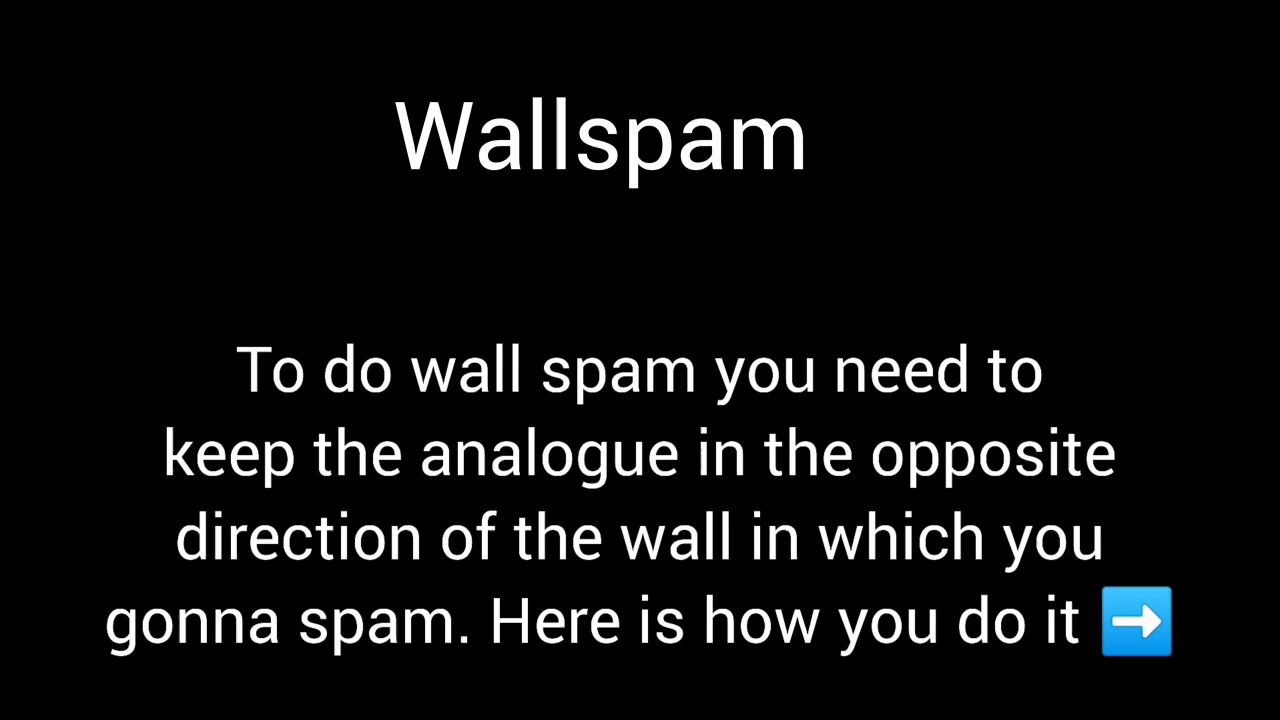 Wallspam
To do wall spam you need to
keep the analogue in the opposite
direction of the wall in which you
gonna spam. Here is how you do it ➡️